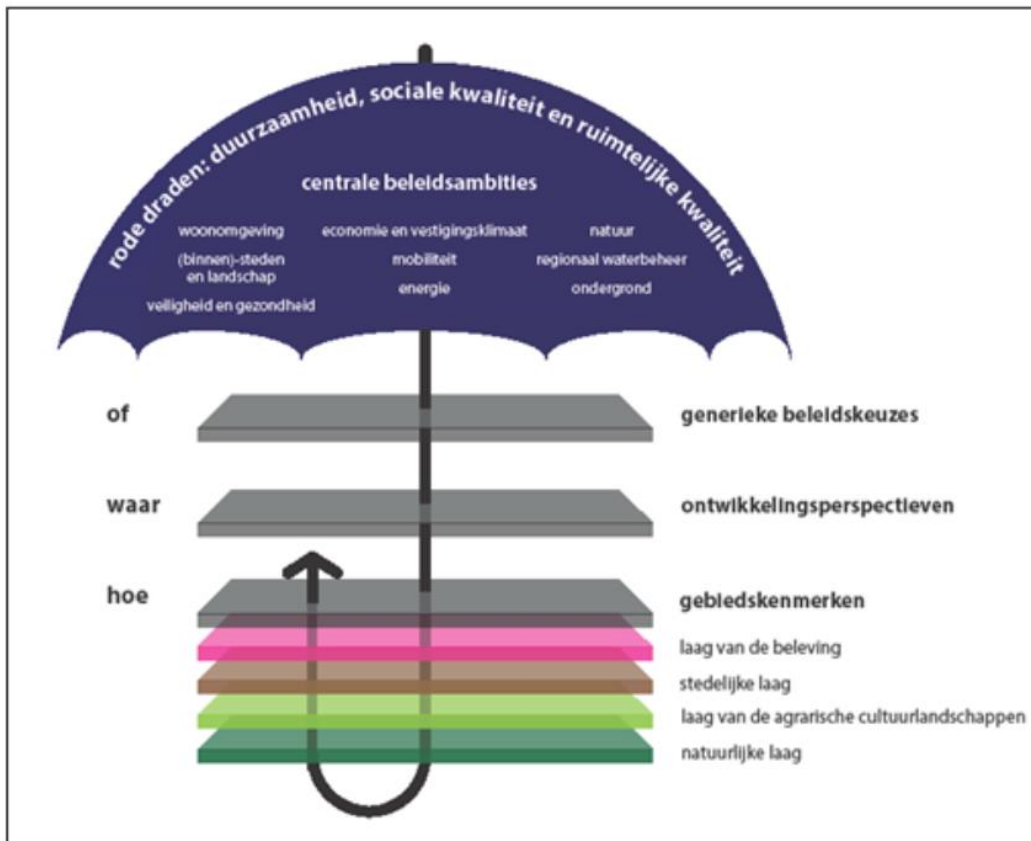 rode draden: duurzaamheid, sociale kwaliteit en ruimtelijke kwaliteit
centrale beleidsambities
woonomgeving
(binnen)-steden
en landschap
veiligheid en gezondheid
economie en vestigingsklimaat
mobiliteit
energie
natuur
regionaal waterbeheer
ondergrond
of
generieke beleidskeuzes
waar
ontwikkelingsperspectieven
hoe
gebiedskenmerken
laag van de beleving
stedelijke laag
laag van de agrarische cultuurlandschappen
natuurlijke laag